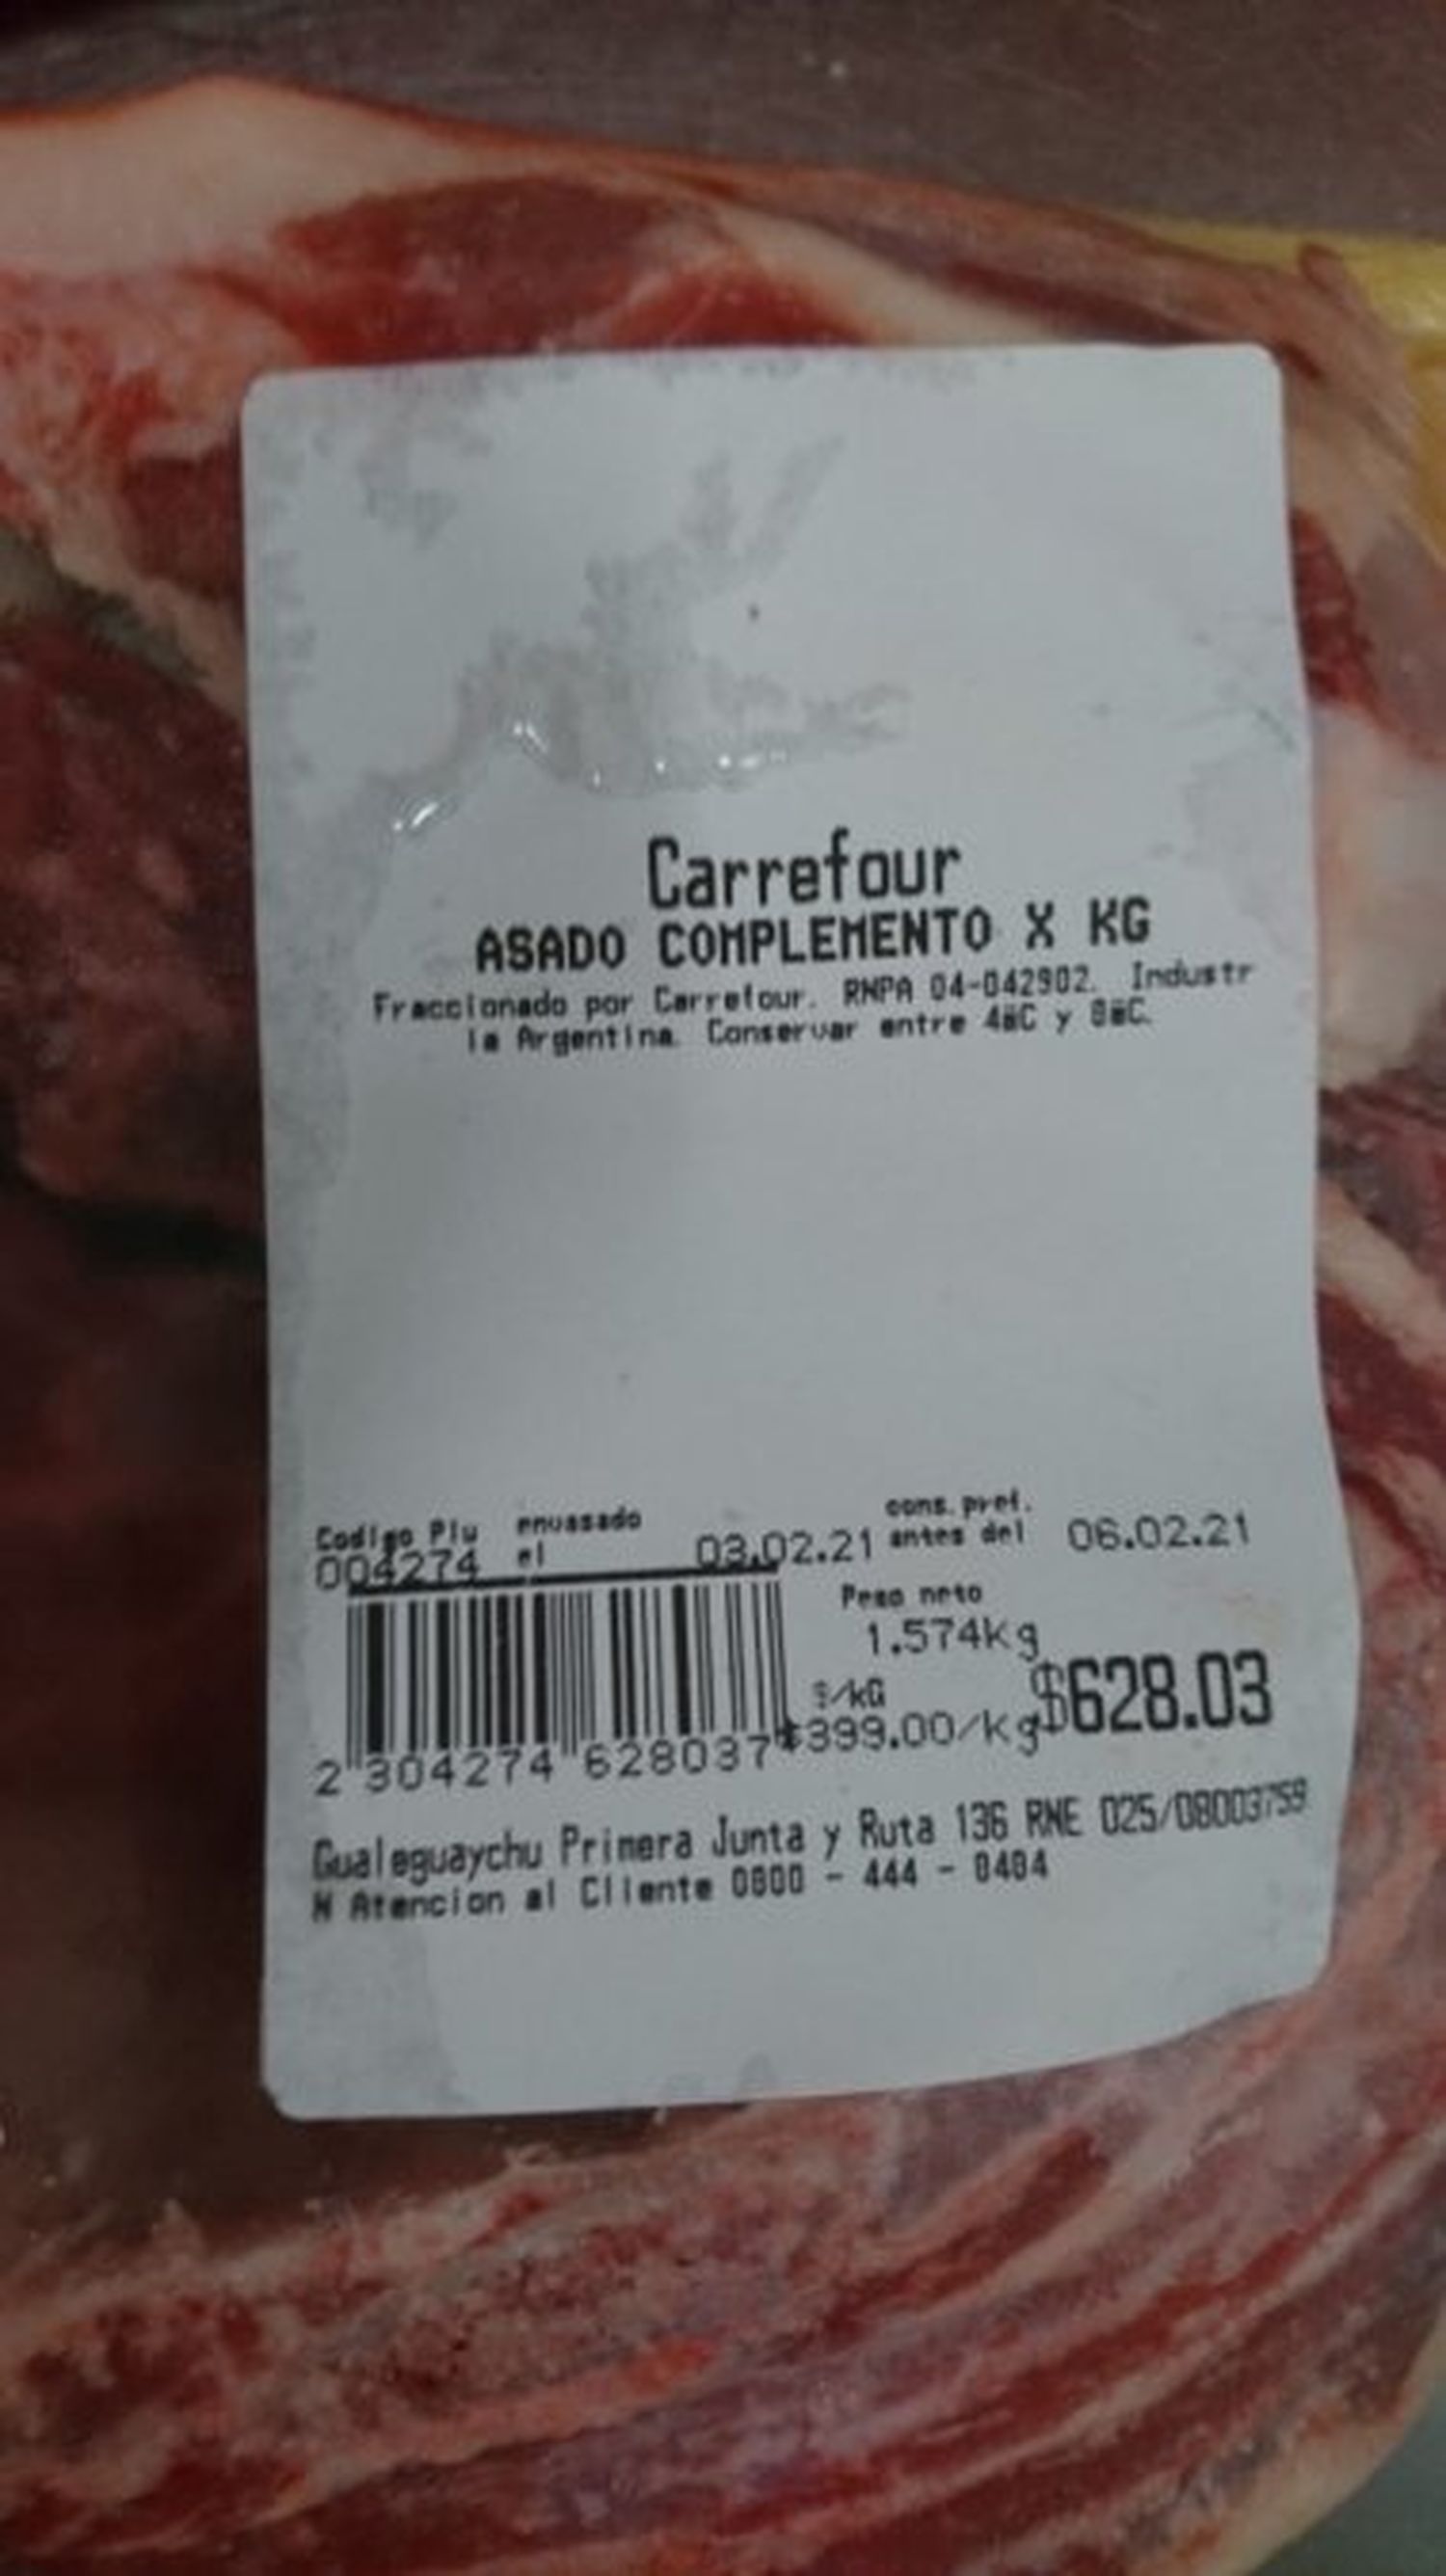 Carrefour
ASADO COMPLEMENTO X KG
Fraccionado por Carrefour. RNPA 04-042902. Industr
ia Argentina. Conservar entre 4ºC y 8ºC.
Codigo Plu envasado cons. pref.
004274 el 03.02.21 antes del 06.02.21
Peso neto
1.574kg
$/kG
$399.00/kg $628.03
2 304274 628037
Gualeguaychu Primera Junta y Ruta 136 RNE 025/08003759
N Atencion al Cliente 0800 - 444 - 8484